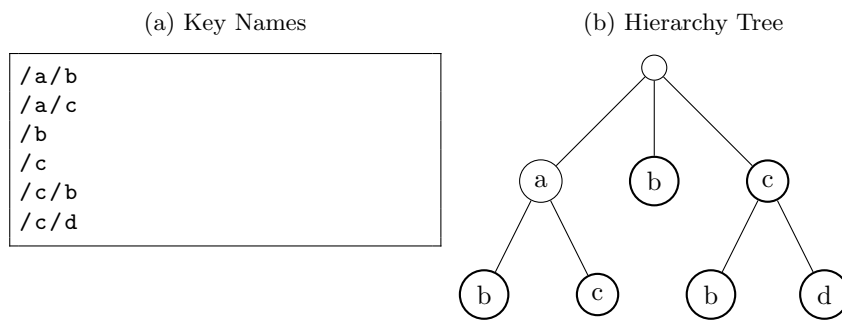 (a) Key Names
/a/b
/a/c
/b
/c
/c/b
/c/d
(b) Hierarchy Tree
a b c
b c b d